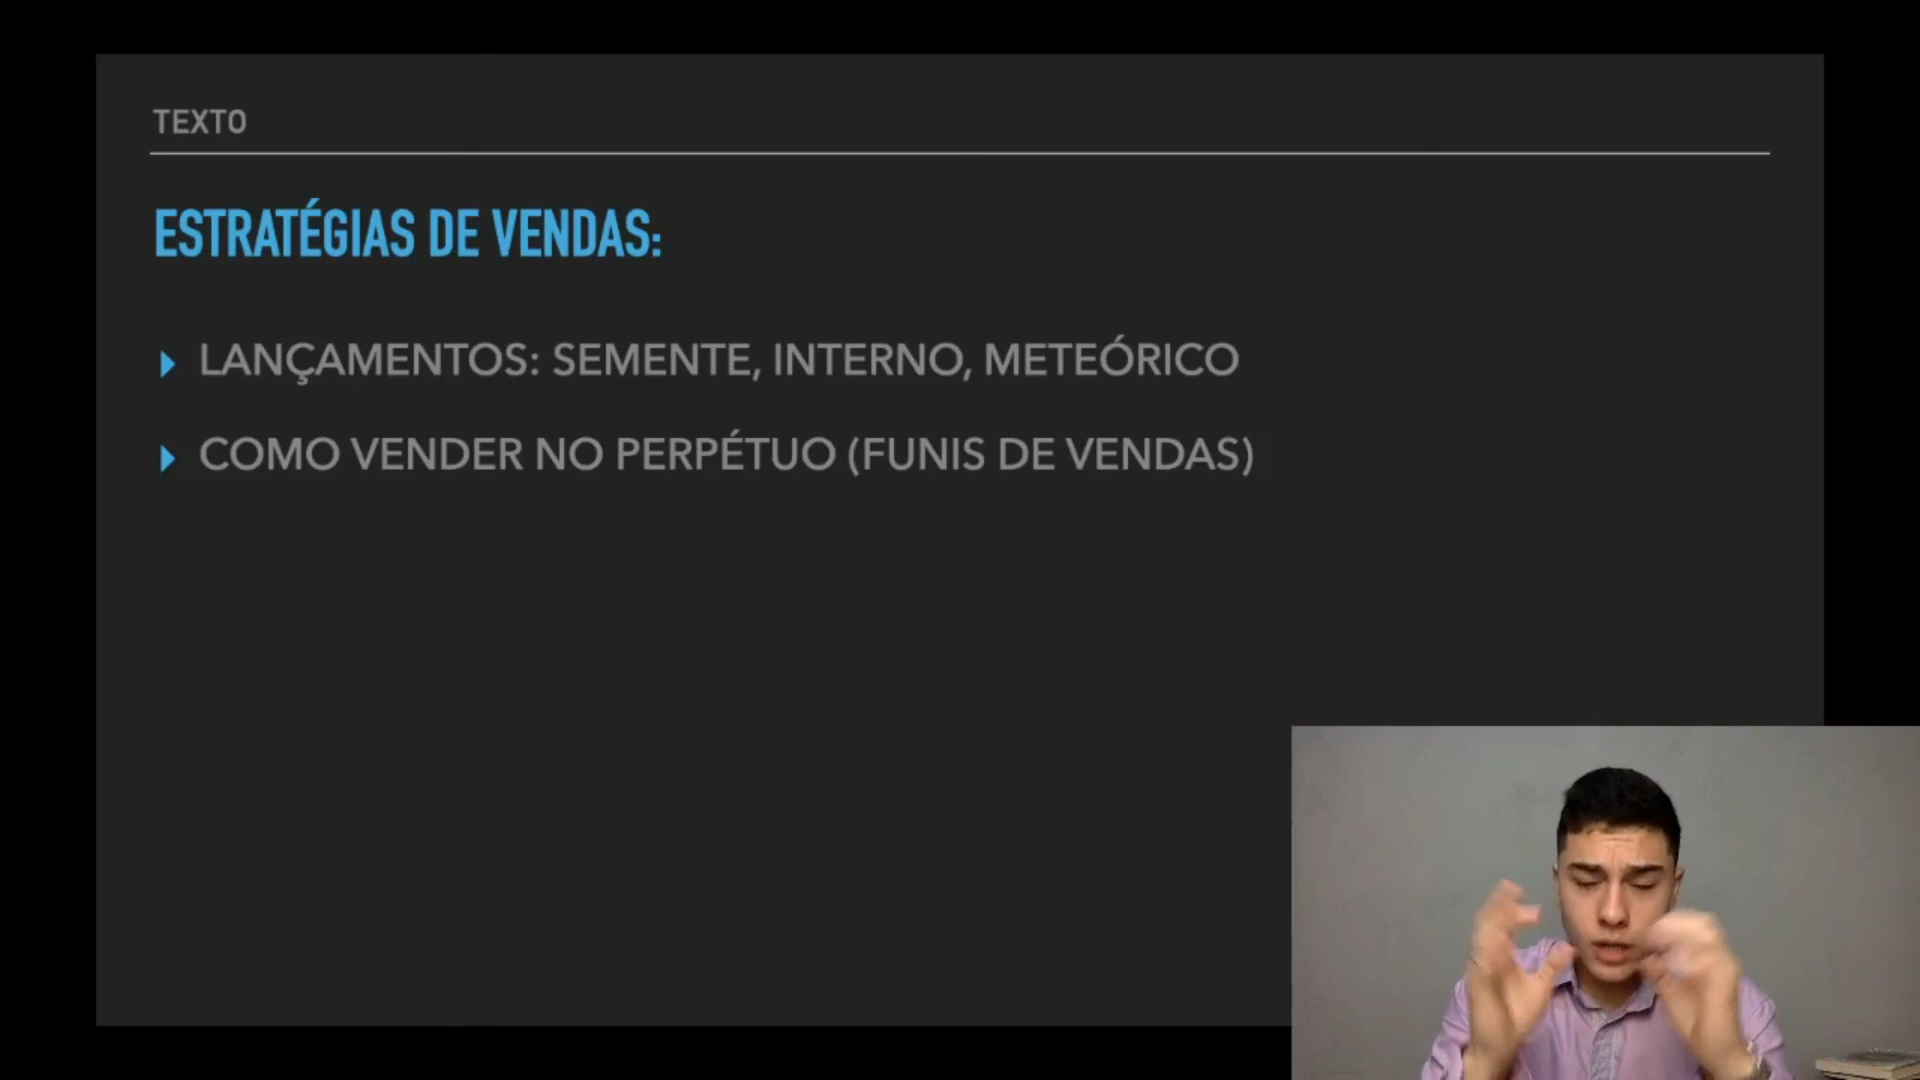 TEXTO
ESTRATÉGIAS DE VENDAS:
LANÇAMENTOS: SEMENTE, INTERNO, METEÓRICO
COMO VENDER NO PERPÉTUO (FUNIS DE VENDAS)